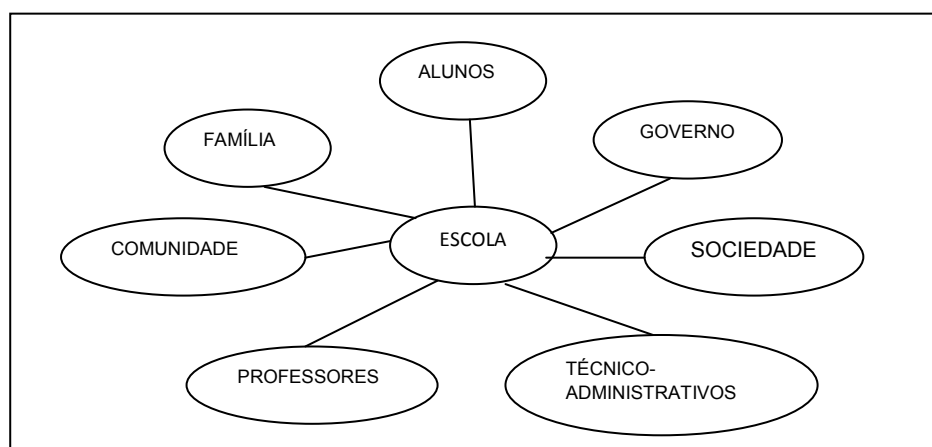 ALUNOS
FAMÍLIA
GOVERNO
COMUNIDADE
ESCOLA
SOCIEDADE
PROFESSORES
TÉCNICO-
ADMINISTRATIVOS